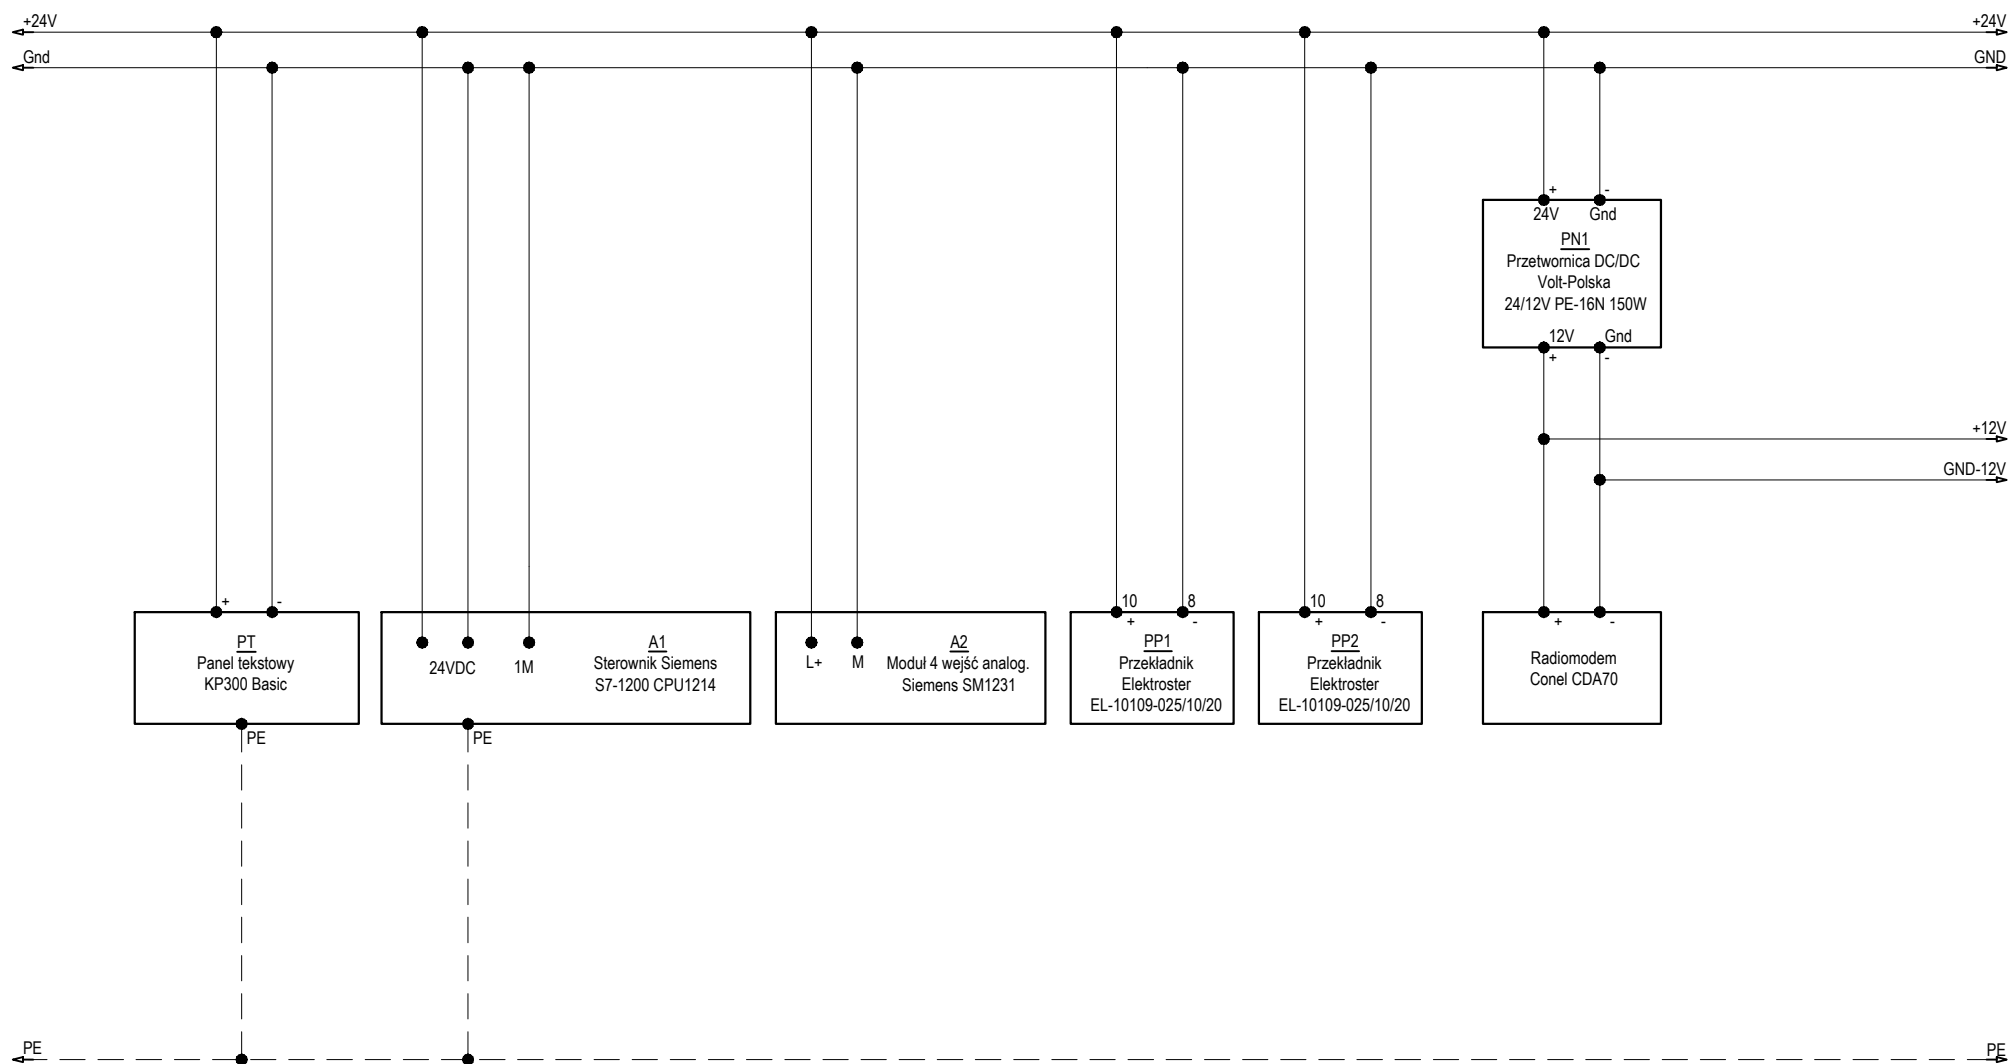 +24V
+24V
Gnd
GND
+ -
24V Gnd
PN1
Przetwornica DC/DC
Volt-Polska
24/12V PE-16N 150W
12V Gnd
+ -
+12V
GND-12V
+ -
PT
Panel tekstowy
KP300 Basic
PE
24VDC 1M
A1
Sterownik Siemens
S7-1200 CPU1214
PE
L+ M
A2
Moduł 4 wejść analog.
Siemens SM1231
10 8
+ -
PP1
Przekładnik
Elektroster
EL-10109-025/10/20
10 8
+ -
PP2
Przekładnik
Elektroster
EL-10109-025/10/20
+ -
Radiomodem
Conel CDA70
PE
PE